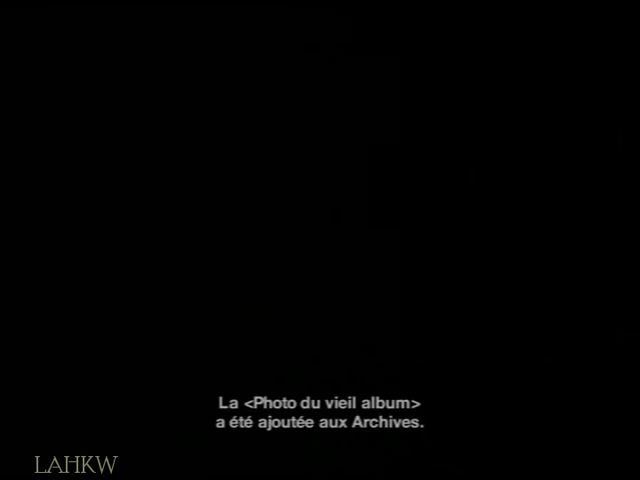 La <Photo du vieil album>
a été ajoutée aux Archives.
LAHKW